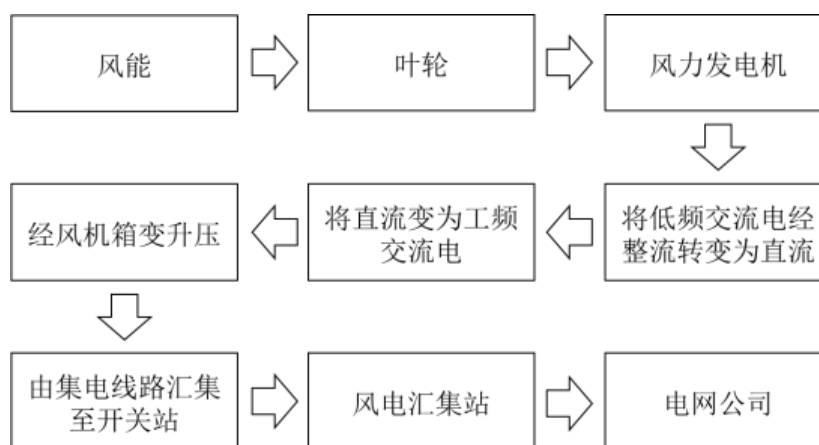 风能
叶轮
风力发电机
将低频交流电经
整流转变为直流
将直流变为工频
交流电
经风机箱变升压
由集电线路汇集
至开关站
风电汇集站
电网公司